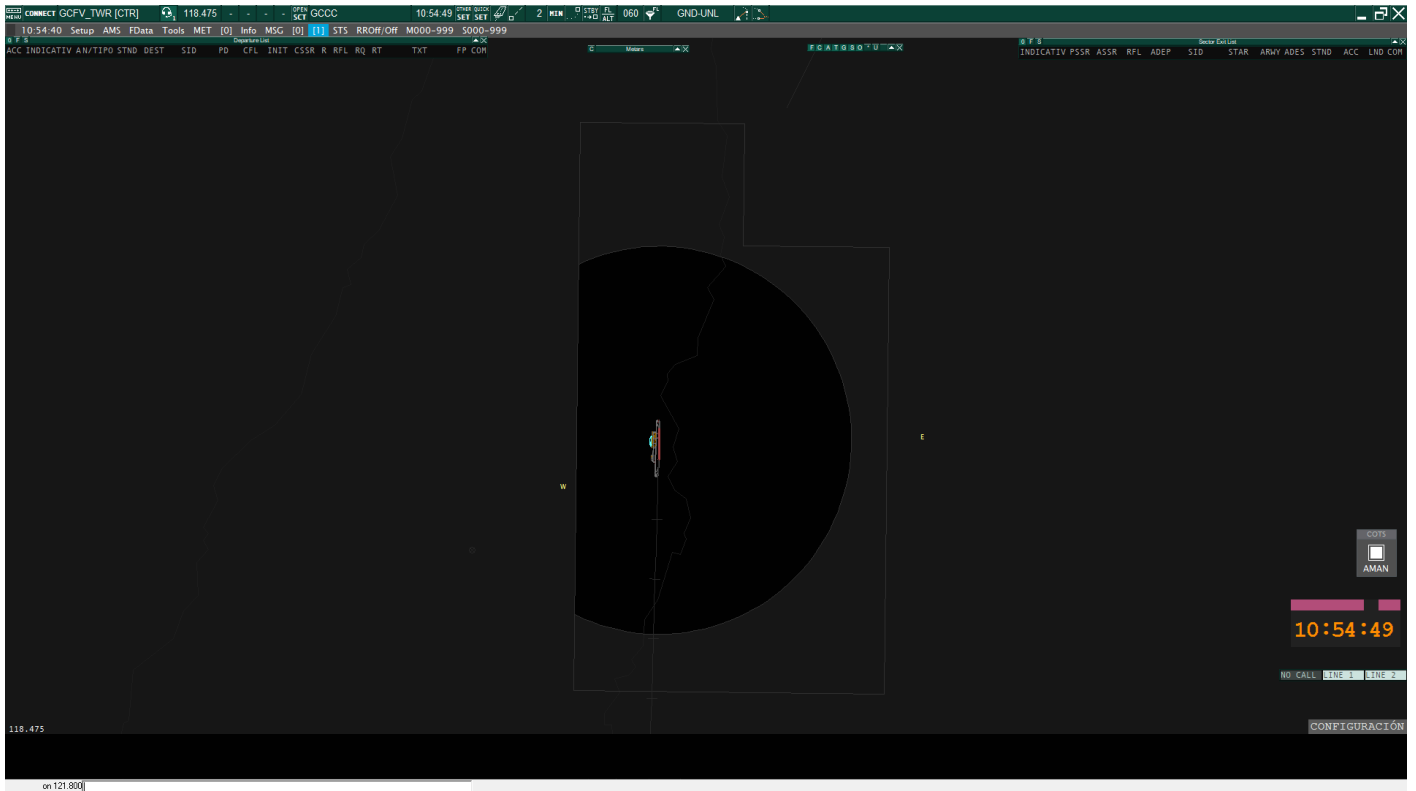 MENU CONNECT GCFV_TWR [CTR] 1 118.475 - - - - OPEN SCT GCCC 10:54:49 OTHER SET QUICK SET 2 MIN STBY FL ALT 060 FL GND-UNL
10:54:40 Setup AMS FData Tools MET [0] Info MSG [0] [1] STS RROff/Off M000-999 S000-999
Departure List
ACC INDICATIV AN/TIPO STND DEST SID PD CFL INIT CSSR R RFL RQ RT TXT FP COM
C Metars
F C A T G S O - U
O F S Sector Exit List
INDICATIV PSSR ASSR RFL ADEP SID STAR ARWY ADES STND ACC LND COM
E
W
COTS
AMAN
10:54:49
NO CALL LINE 1 LINE 2
118.475
CONFIGURACIÓN
on 121.800